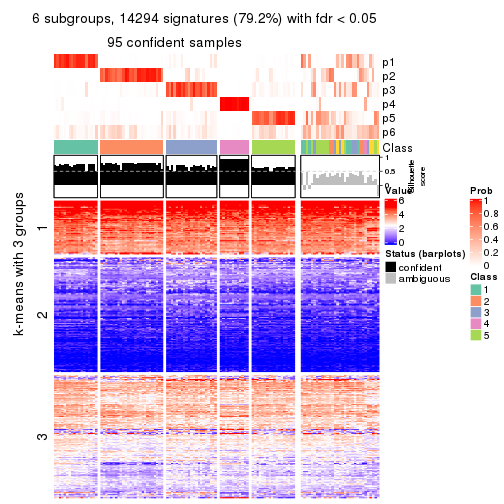 6 subgroups, 14294 signatures (79.2%) with fdr < 0.05
95 confident samples
p1
p2
p3
p4
p5
p6
Class
1
0.5
0
Silhouette
score
k-means with 3 groups
1
2
3
Value
6
4
2
0
Status (barplots)
confident
ambiguous
Prob
1
0.8
0.6
0.4
0.2
0
Class
1
2
3
4
5